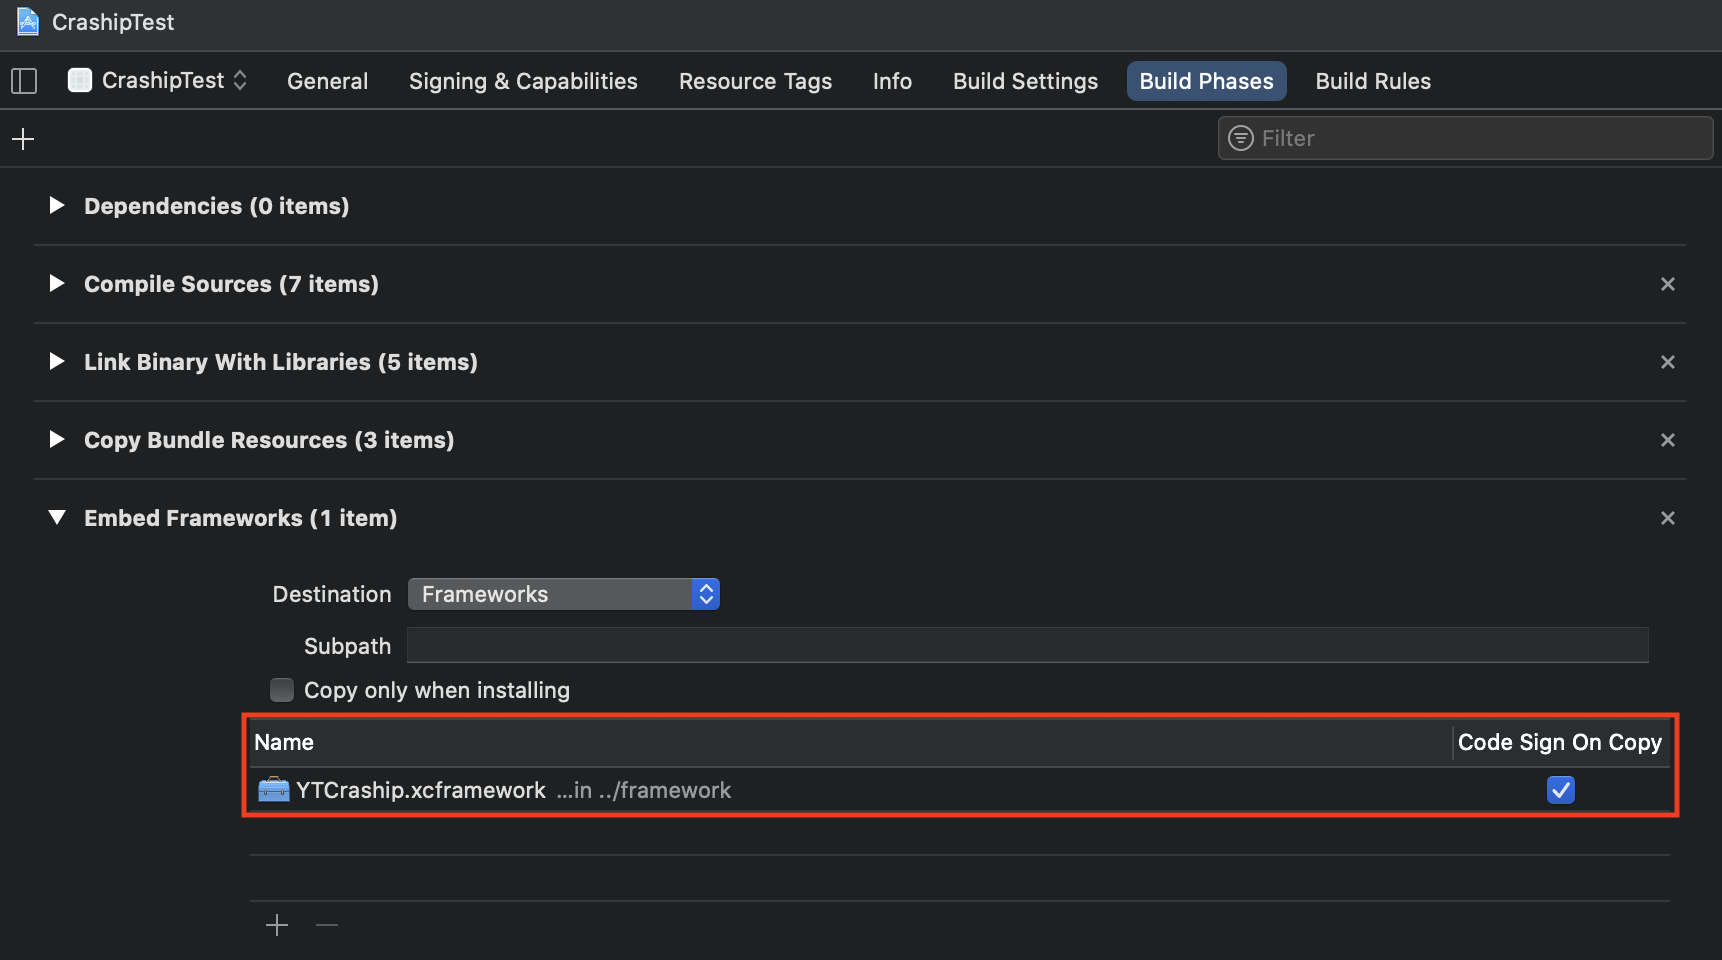 CrashipTest
CrashipTest General Signing & Capabilities Resource Tags Info Build Settings Build Phases Build Rules
Filter
Dependencies (0 items)
Compile Sources (7 items)
Link Binary With Libraries (5 items)
Copy Bundle Resources (3 items)
Embed Frameworks (1 item)
Destination Frameworks
Subpath
Copy only when installing
Name Code Sign On Copy
YTCraship.xcframework ...in ../framework